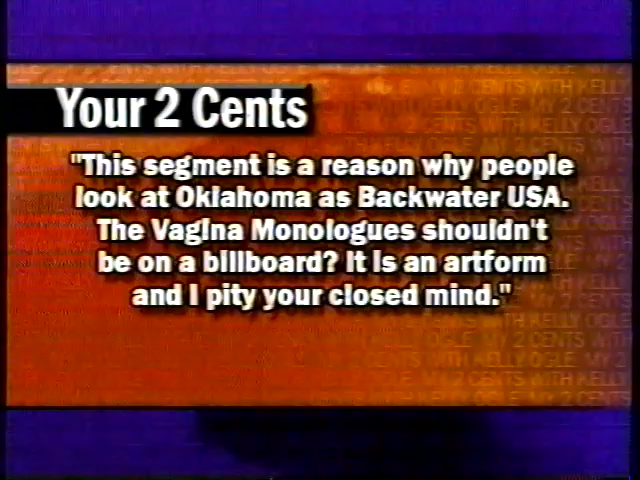 Your 2 Cents
"This segment is a reason why people
look at Oklahoma as Backwater USA.
The Vagina Monologues shouldn't
be on a billboard? It is an artform
and I pity your closed mind."